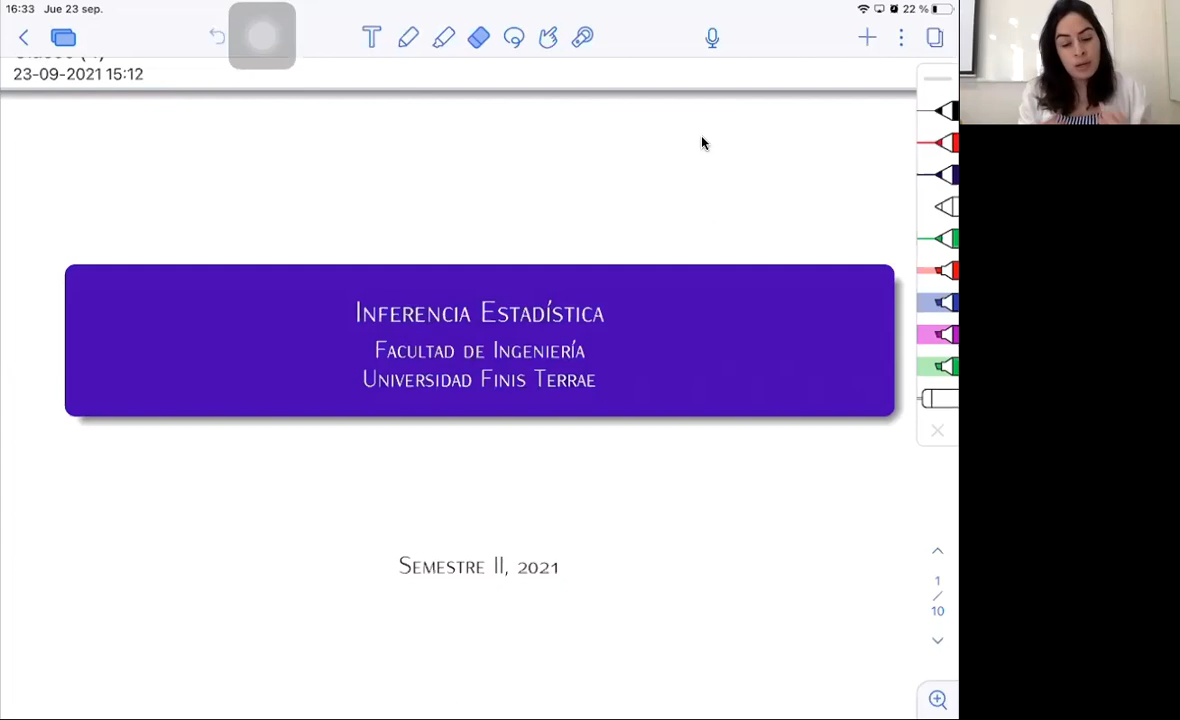 16:33 Jue 23 sep.
22 %
T
23-09-2021 15:12
Inferencia Estadística
Facultad de Ingeniería
Universidad Finis Terrae
Semestre II, 2021
1
/
10